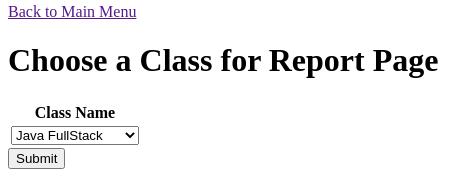 Back to Main Menu
Choose a Class for Report Page
Class Name
Java FullStack
Submit